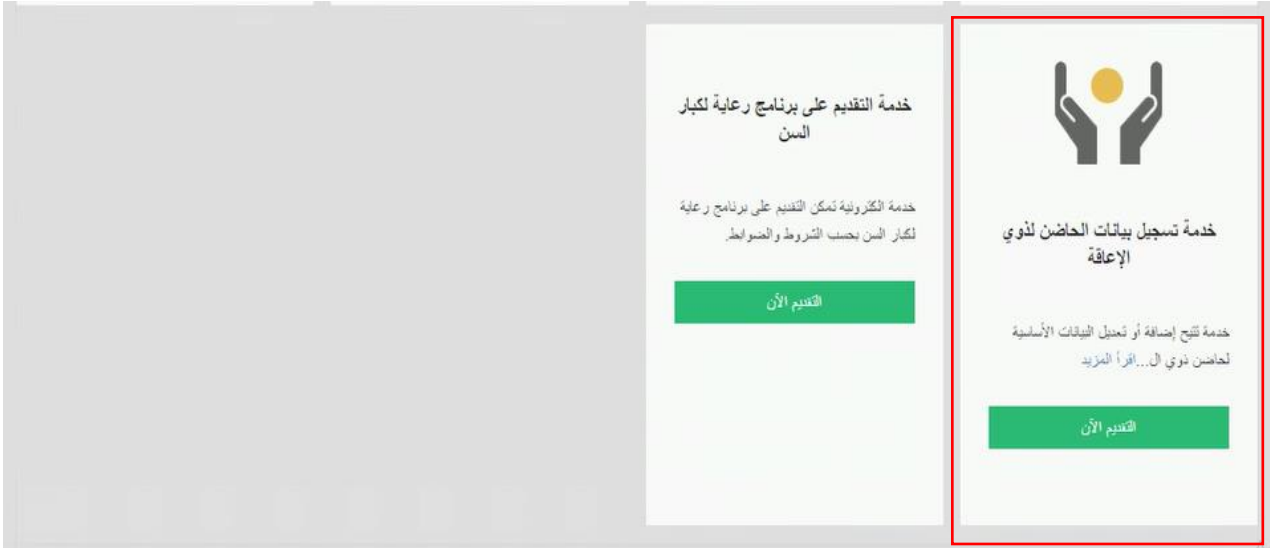 خدمة تسجيل بيانات الحاضن لذوي
الإعاقة
خدمة تتيح إضافة أو تعديل البيانات الأساسية
لحاضن ذوي ال...اقرأ المزيد
التقديم الآن
خدمة التقديم على برنامج رعاية لكبار
السن
خدمة الكترونية تمكن التقديم على برنامج رعاية
لكبار السن بحسب الشروط والضوابط.
التقديم الآن